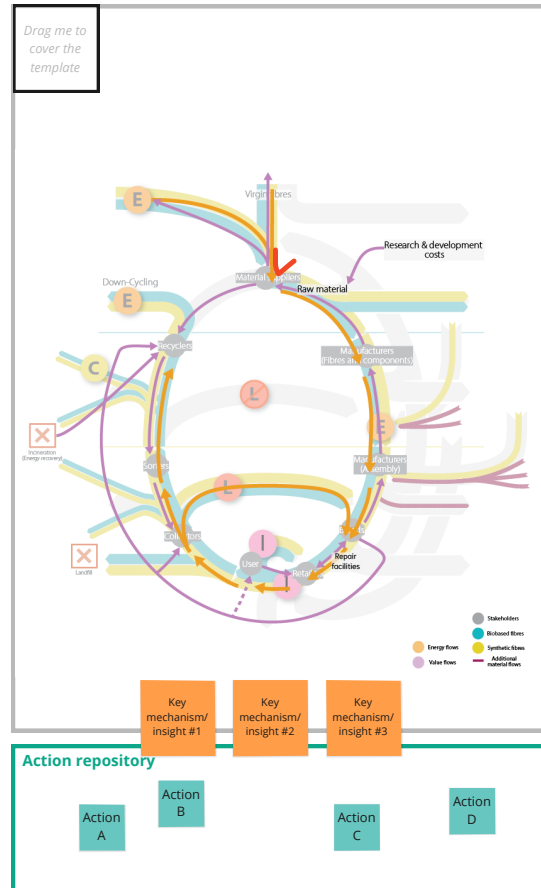 Drag me to
cover the
template
E
Virgin fibres
Research & development
costs
Material suppliers
Raw material
Down-Cycling
E
Recyclers
Manufacturers
(Fibres and components)
C
L
E
Incineration
(Energy recovery)
Sorters
Manufacturers
(Assembly)
L
Collectors
I
Repair
facilities
Landfill
User
Retail
I
Stakeholders
Biobased fibres
Energy flows
Synthetic fibres
Value flows
Additional
material flows
Key
mechanism/
insight #1
Key
mechanism/
insight #2
Key
mechanism/
insight #3
Action repository
Action
A
Action
B
Action
C
Action
D